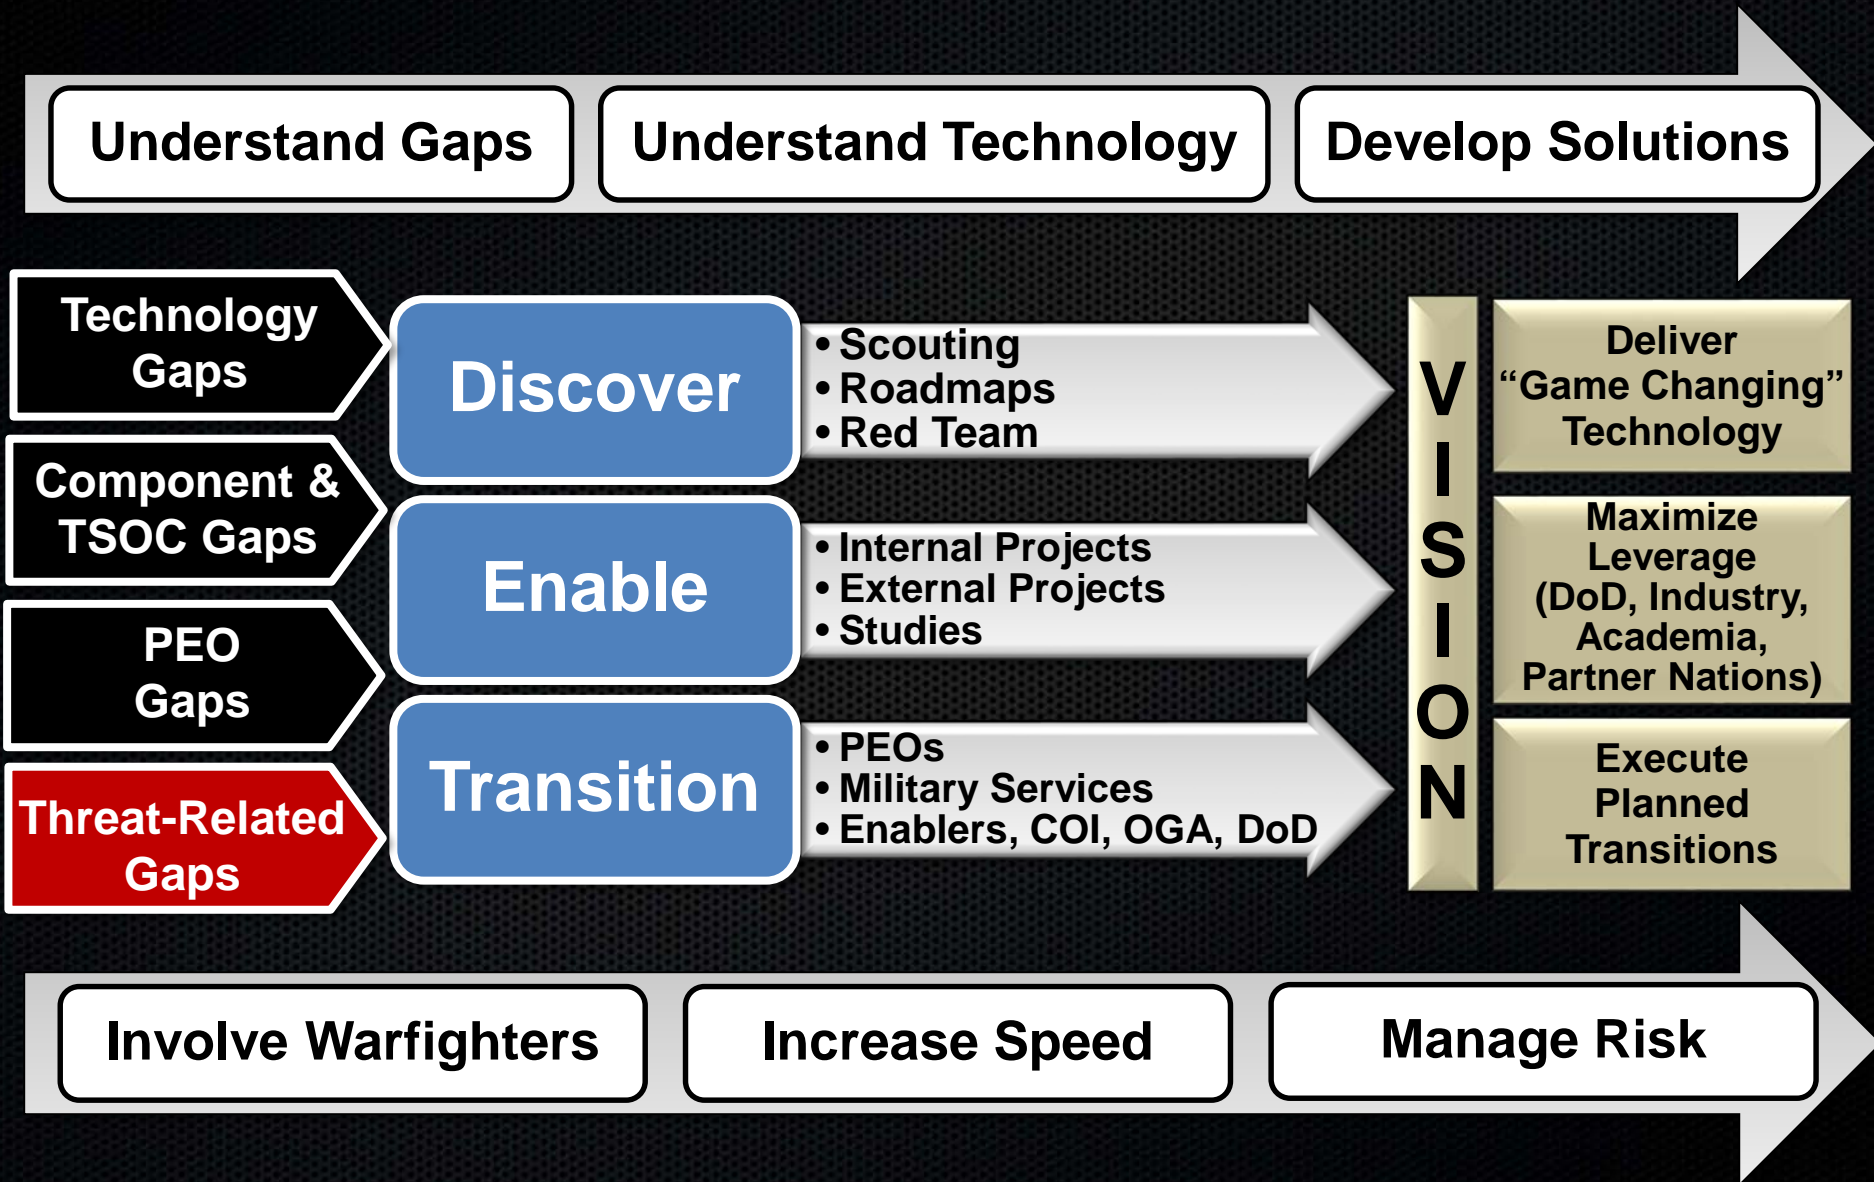 Understand Gaps
Understand Technology
Develop Solutions
Technology
Gaps
Component &
TSOC Gaps
PEO
Gaps
Threat-Related
Gaps
Discover
• Scouting
• Roadmaps
• Red Team
Enable
• Internal Projects
• External Projects
• Studies
Transition
• PEOs
• Military Services
• Enablers, COI, OGA, DoD
VISION
Deliver
“Game Changing”
Technology
Maximize
Leverage
(DoD, Industry,
Academia,
Partner Nations)
Execute
Planned
Transitions
Involve Warfighters
Increase Speed
Manage Risk